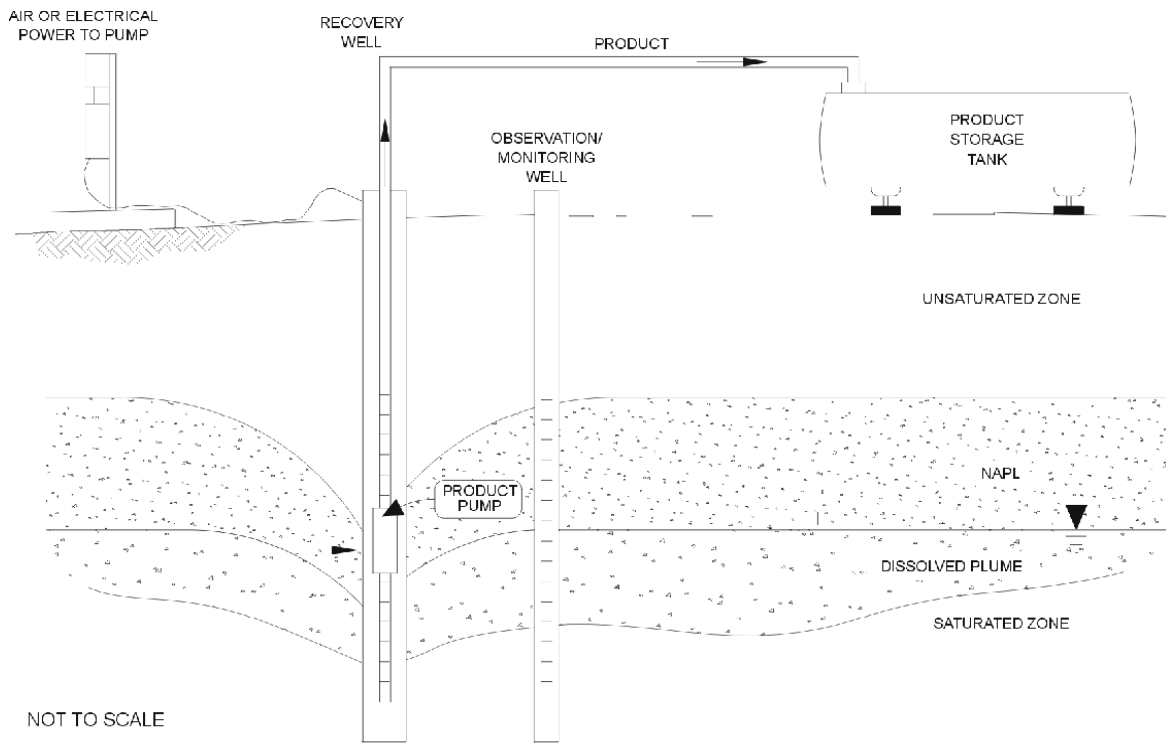 AIR OR ELECTRICAL
POWER TO PUMP
RECOVERY
WELL
PRODUCT
OBSERVATION/
MONITORING
WELL
PRODUCT
STORAGE
TANK
UNSATURATED ZONE
NAPL
PRODUCT
PUMP
DISSOLVED PLUME
SATURATED ZONE
NOT TO SCALE